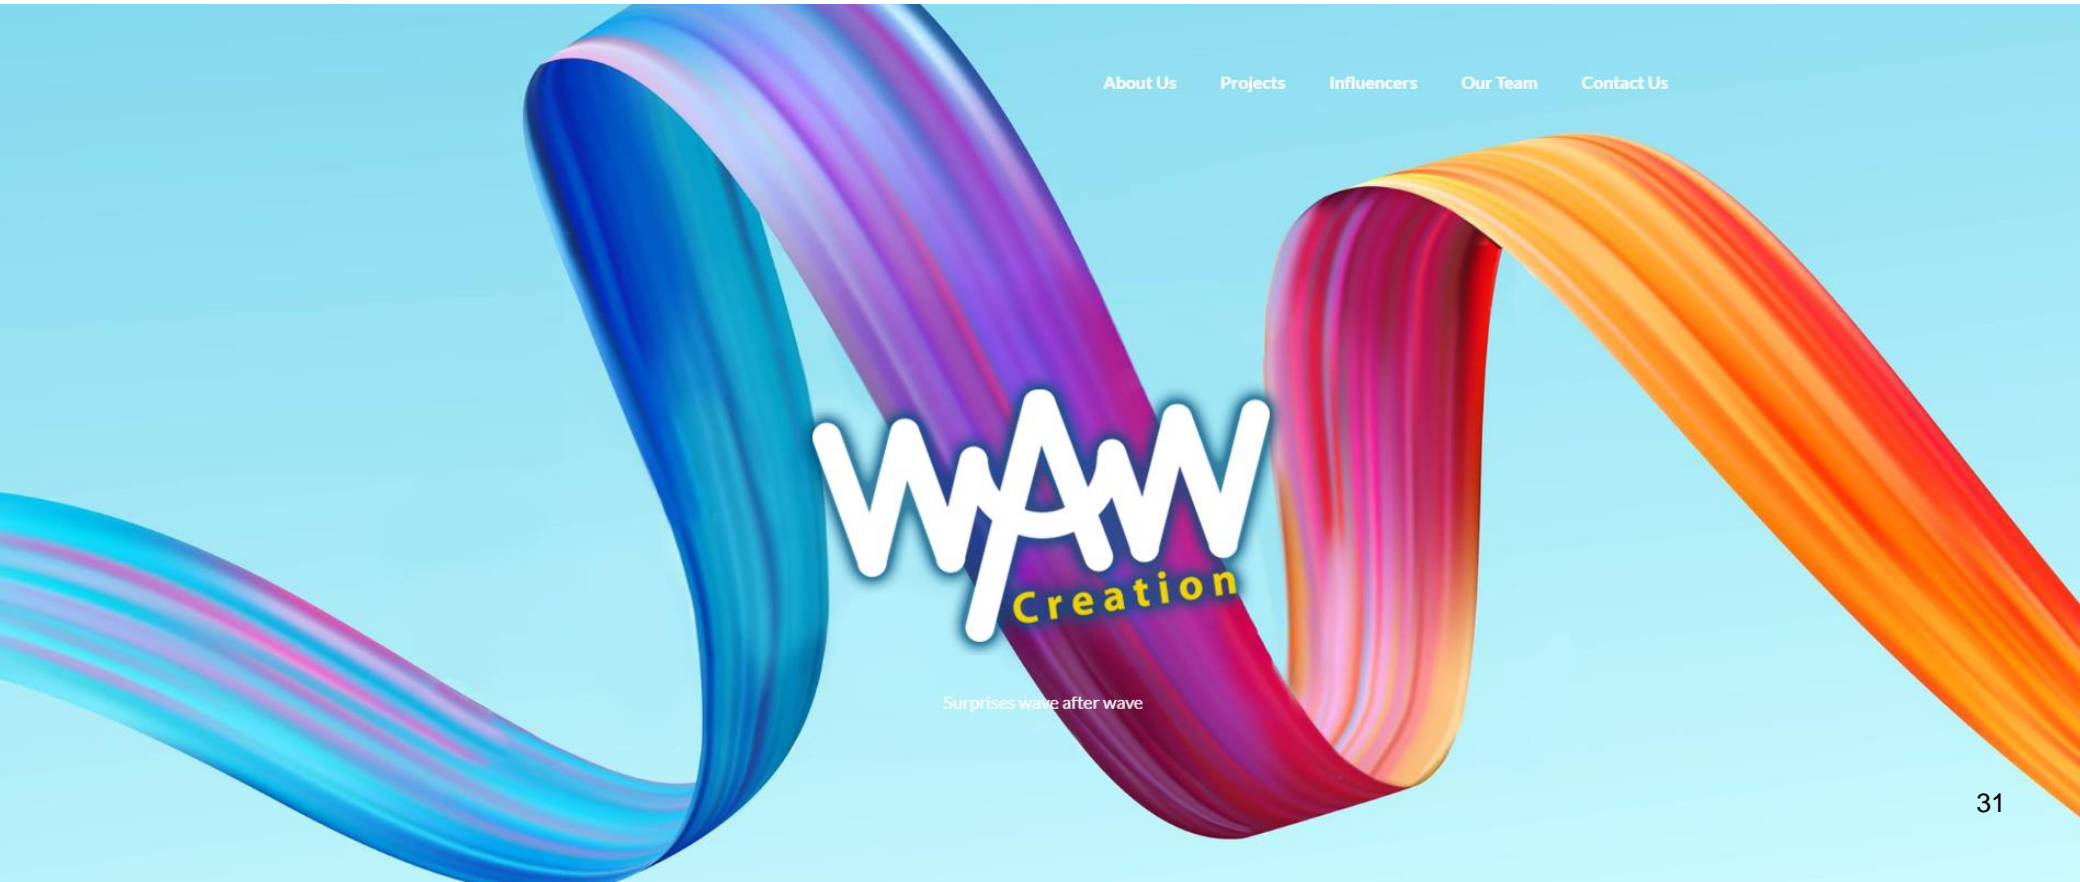 About Us Projects Influencers Our Team Contact Us
WAW
Creation
Surprises wave after wave
31